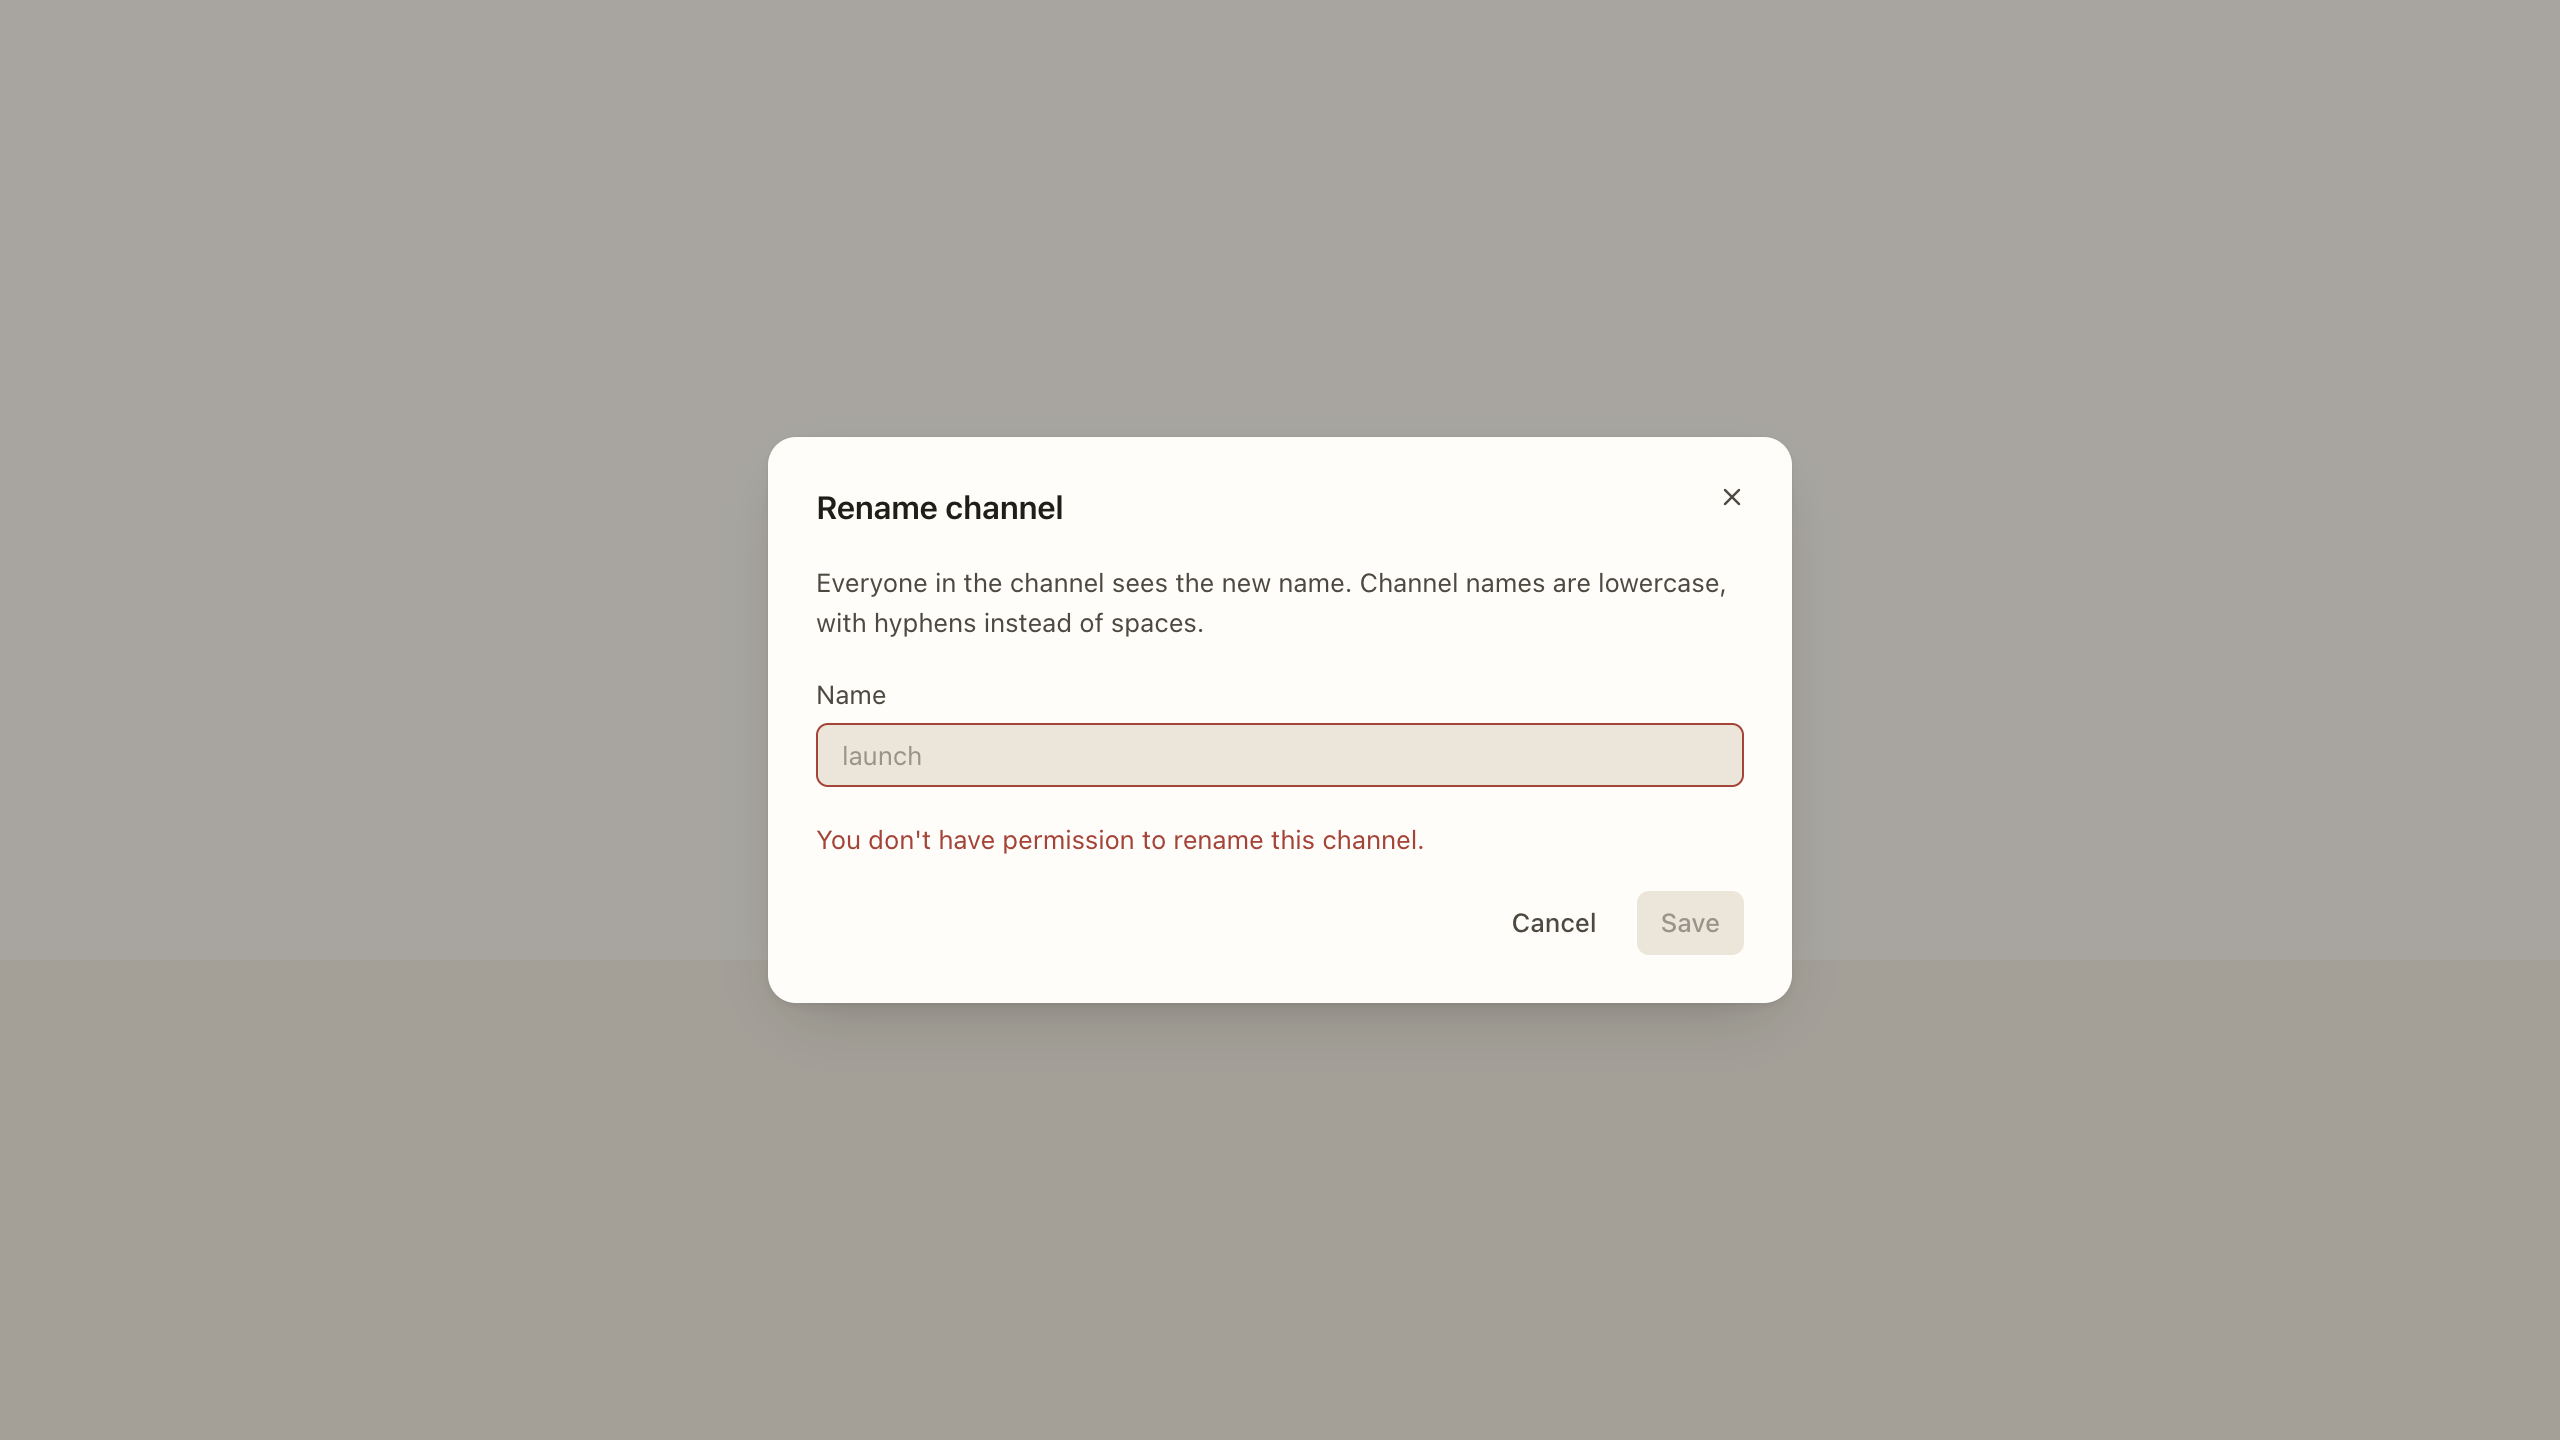 Rename channel
Everyone in the channel sees the new name. Channel names are lowercase,
with hyphens instead of spaces.
Name
launch
You don't have permission to rename this channel.
Cancel
Save